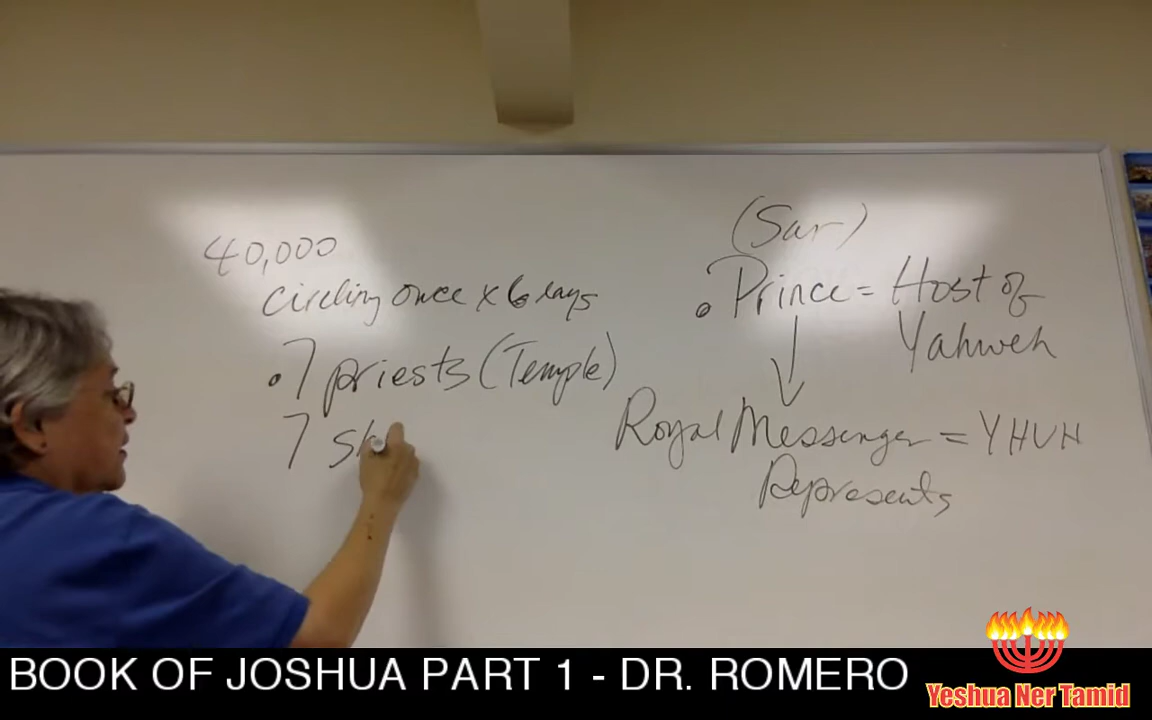 40,000
circling once x 6 days
• 7 priests (Temple)
7 Sh
(Sar)
• Prince = Host of
Yahweh
Royal Messenger = YHVH
Represents
BOOK OF JOSHUA PART 1 - DR. ROMERO
Yeshua Ner Tamid